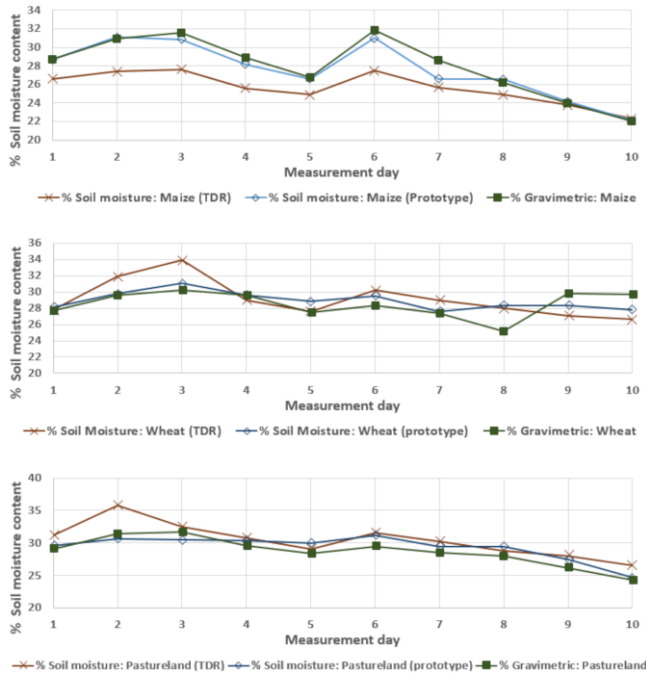 34
32
30
28
26
24
22
20
% Soil moisture content
1 2 3 4 5 6 7 8 9 10
Measurement day
% Soil moisture: Maize (TDR) % Soil moisture: Maize (Prototype) % Gravimetric: Maize
36
34
32
30
28
26
24
22
20
% Soil moisture content
1 2 3 4 5 6 7 8 9 10
Measurement day
% Soil Moisture: Wheat (TDR) % Soil Moisture: Wheat (prototype) % Gravimetric: Wheat
40
35
30
25
20
% Soil moisture content
1 2 3 4 5 6 7 8 9 10
Measurement day
% Soil moisture: Pastureland (TDR) % Soil moisture: Pastureland (prototype) % Gravimetric: Pastureland